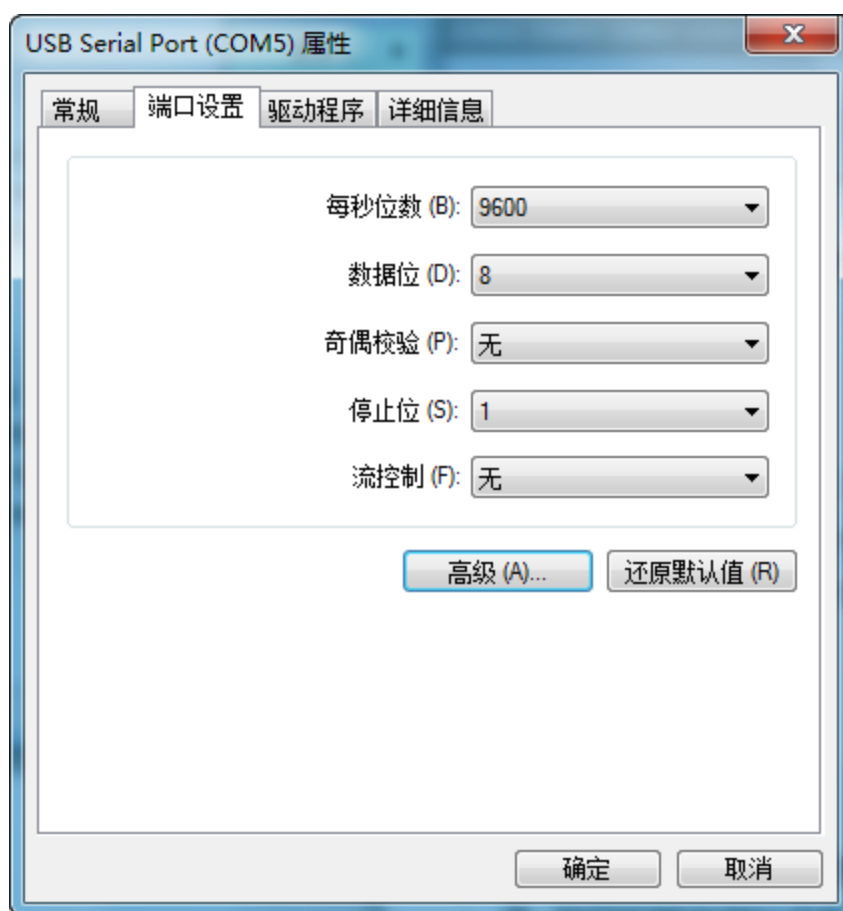 USB Serial Port (COM5) 属性
常规 端口设置 驱动程序 详细信息
每秒位数 (B): 9600
数据位 (D): 8
奇偶校验 (P): 无
停止位 (S): 1
流控制 (F): 无
高级 (A)... 还原默认值 (R)
确定 取消